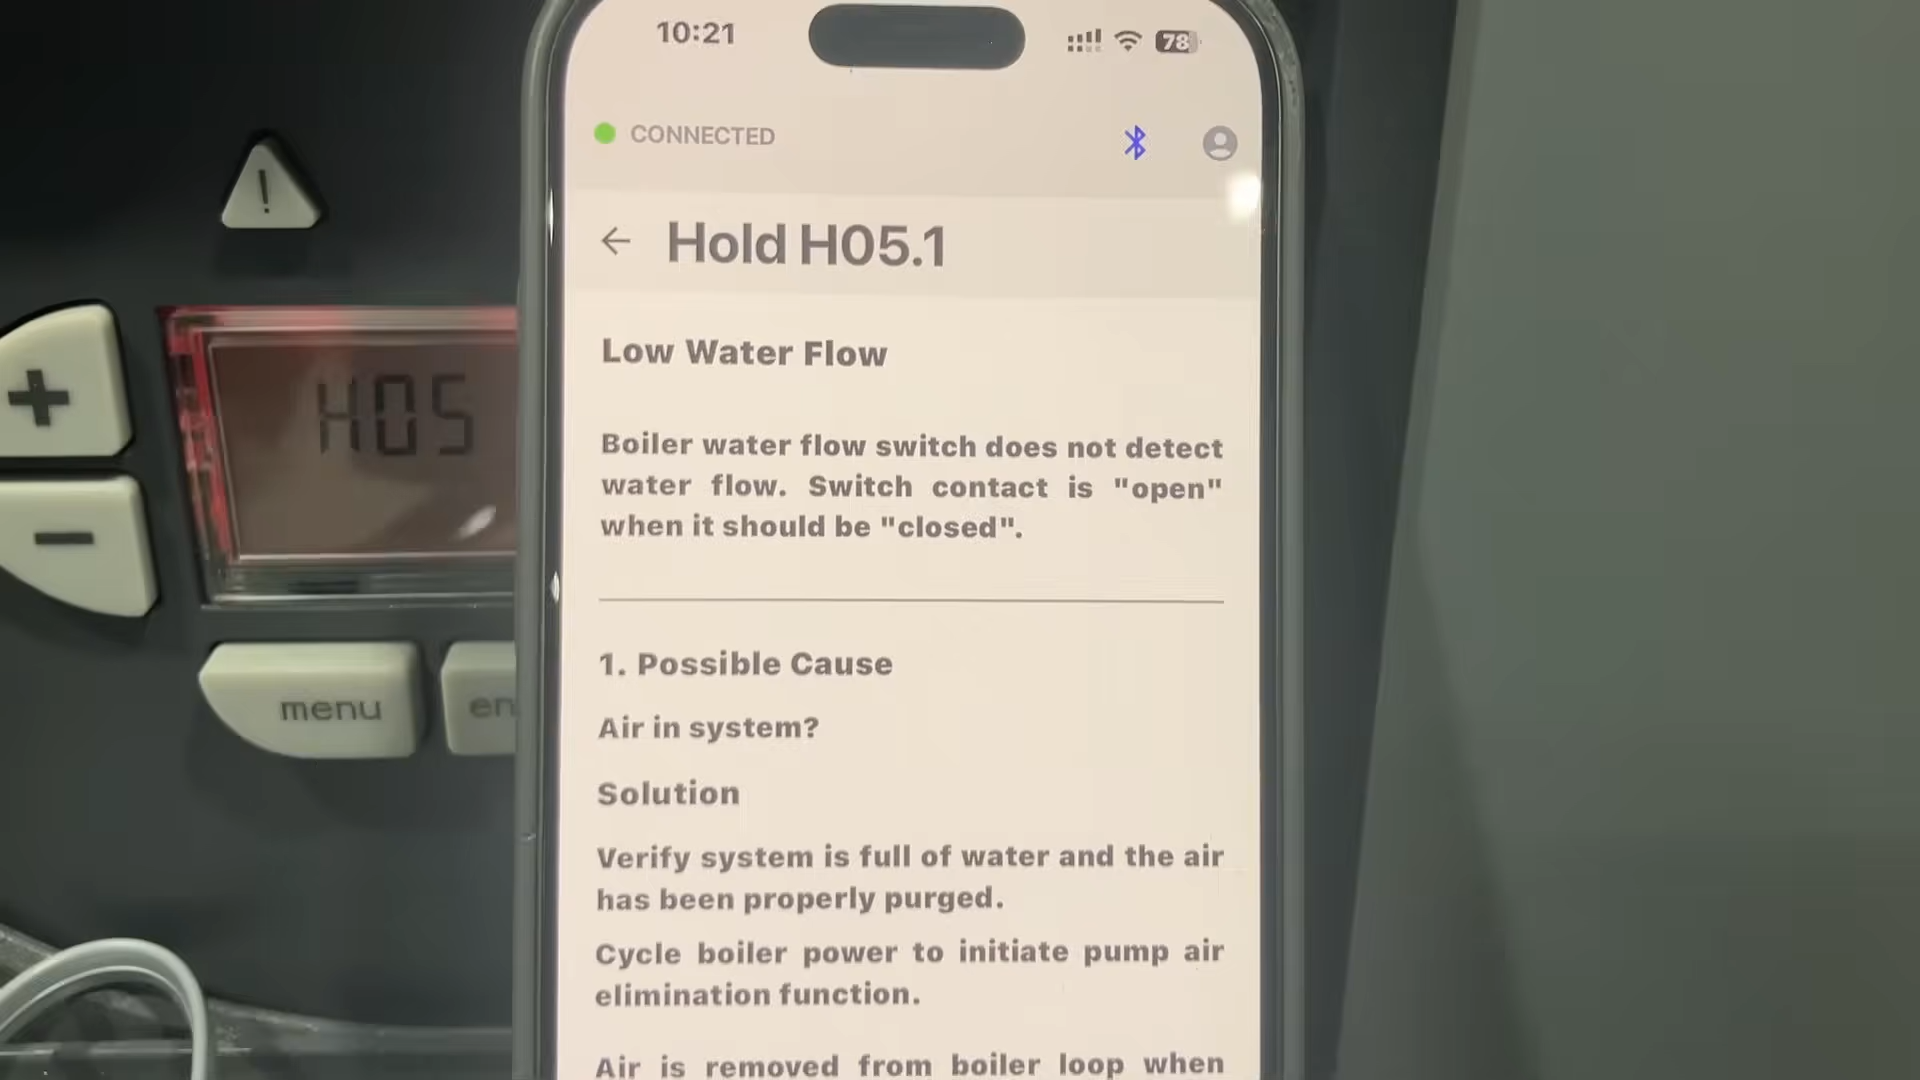 10:21
78
CONNECTED
Hold H05.1
Low Water Flow
Boiler water flow switch does not detect
water flow. Switch contact is "open"
when it should be "closed".
1. Possible Cause
Air in system?
Solution
Verify system is full of water and the air
has been properly purged.
Cycle boiler power to initiate pump air
elimination function.
Air is removed from boiler loop when
!
+
H05
-
menu
en